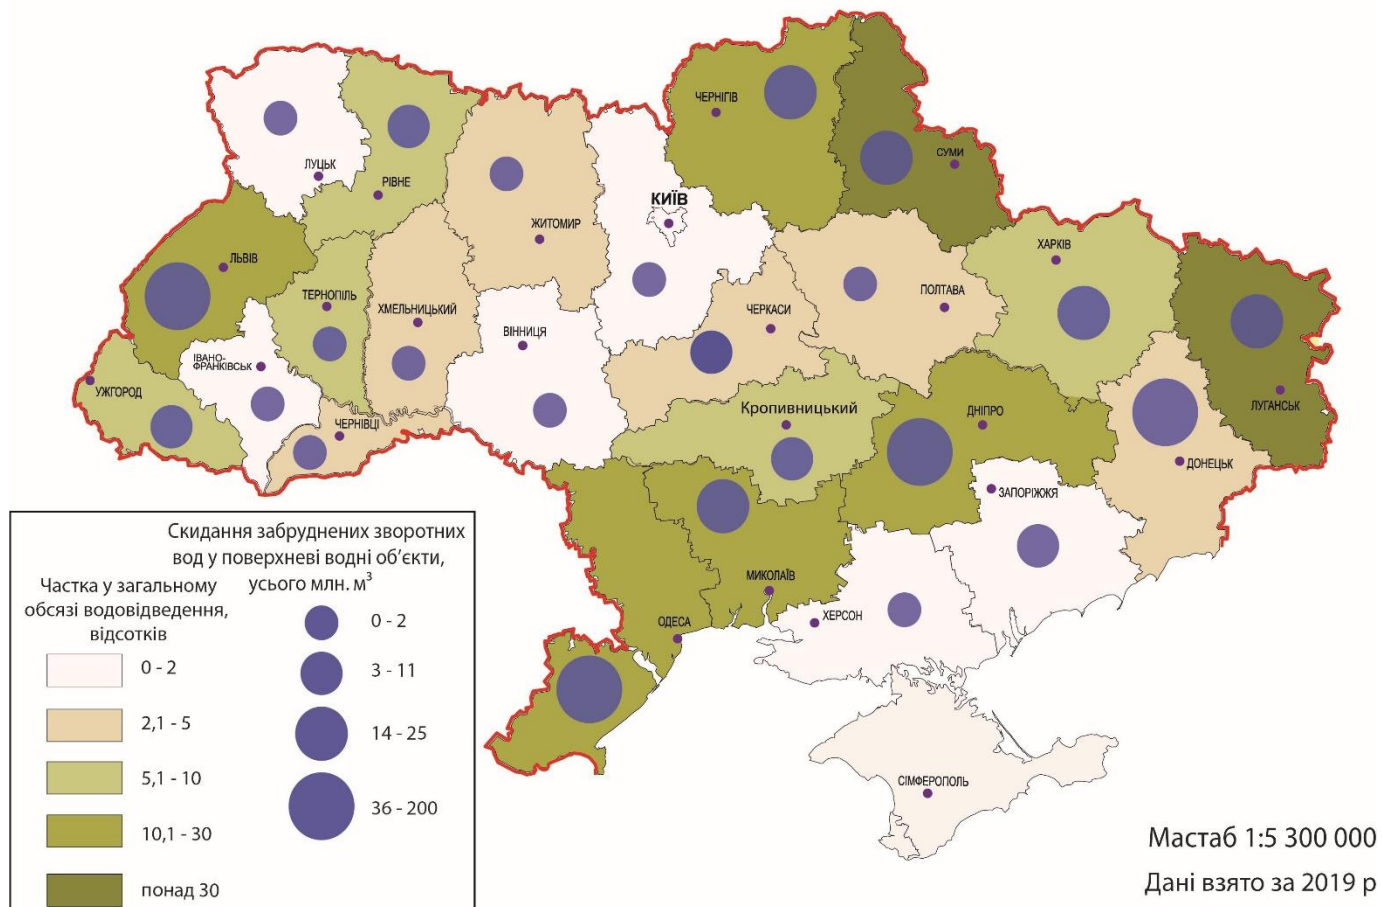 ЧЕРНІГІВ
СУМИ
ЛУЦЬК
РІВНЕ
КИЇВ
ЖИТОМИР
ХАРКІВ
ЛЬВІВ
ТЕРНОПІЛЬ
ХМЕЛЬНИЦЬКИЙ
ЧЕРКАСИ
ПОЛТАВА
ВІННИЦЯ
ІВАНО-
ФРАНКІВСЬК
УЖГОРОД
ЛУГАНСЬК
Кропивницький
ДНІПРО
ЧЕРНІВЦІ
ДОНЕЦЬК
ЗАПОРІЖЖЯ
МИКОЛАЇВ
ХЕРСОН
ОДЕСА
СІМФЕРОПОЛЬ
Скидання забруднених зворотних
вод у поверхневі водні об’єкти,
усього млн. м³
0 - 2
3 - 11
14 - 25
36 - 200
Частка у загальному
обсязі водовідведення,
відсотків
0 - 2
2,1 - 5
5,1 - 10
10,1 - 30
понад 30
Мастаб 1:5 300 000
Дані взято за 2019 р